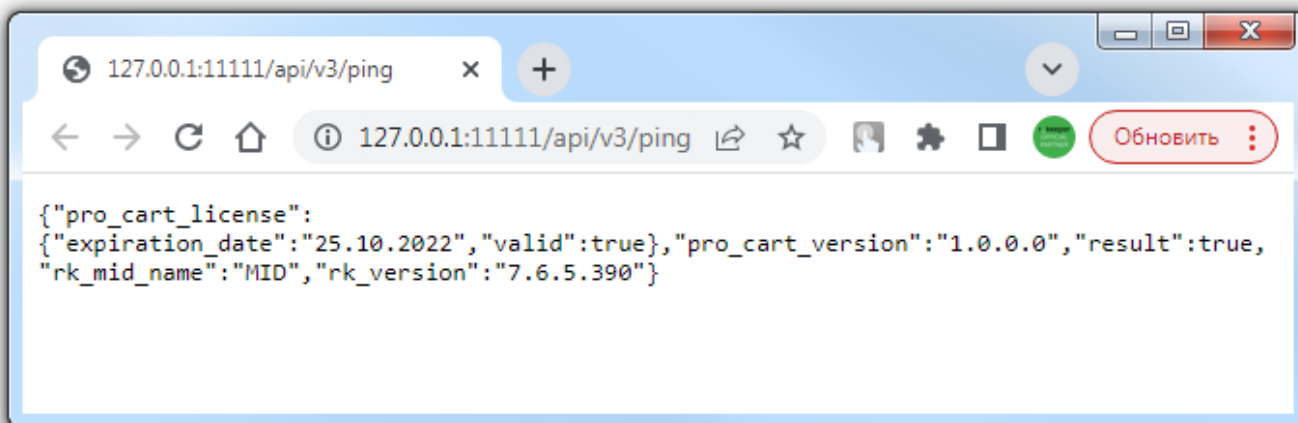 127.0.0.1:11111/api/v3/ping
127.0.0.1:11111/api/v3/ping
Обновить
{"pro_cart_license":
{"expiration_date":"25.10.2022","valid":true},"pro_cart_version":"1.0.0.0","result":true,
"rk_mid_name":"MID","rk_version":"7.6.5.390"}